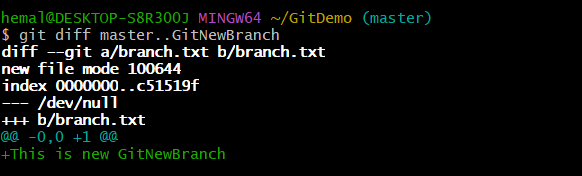 hemal@DESKTOP-S8R3OOJ MINGW64 ~/GitDemo (master)
$ git diff master..GitNewBranch
diff --git a/branch.txt b/branch.txt
new file mode 100644
index 0000000..c51519f
--- /dev/null
+++ b/branch.txt
@@ -0,0 +1 @@
+This is new GitNewBranch